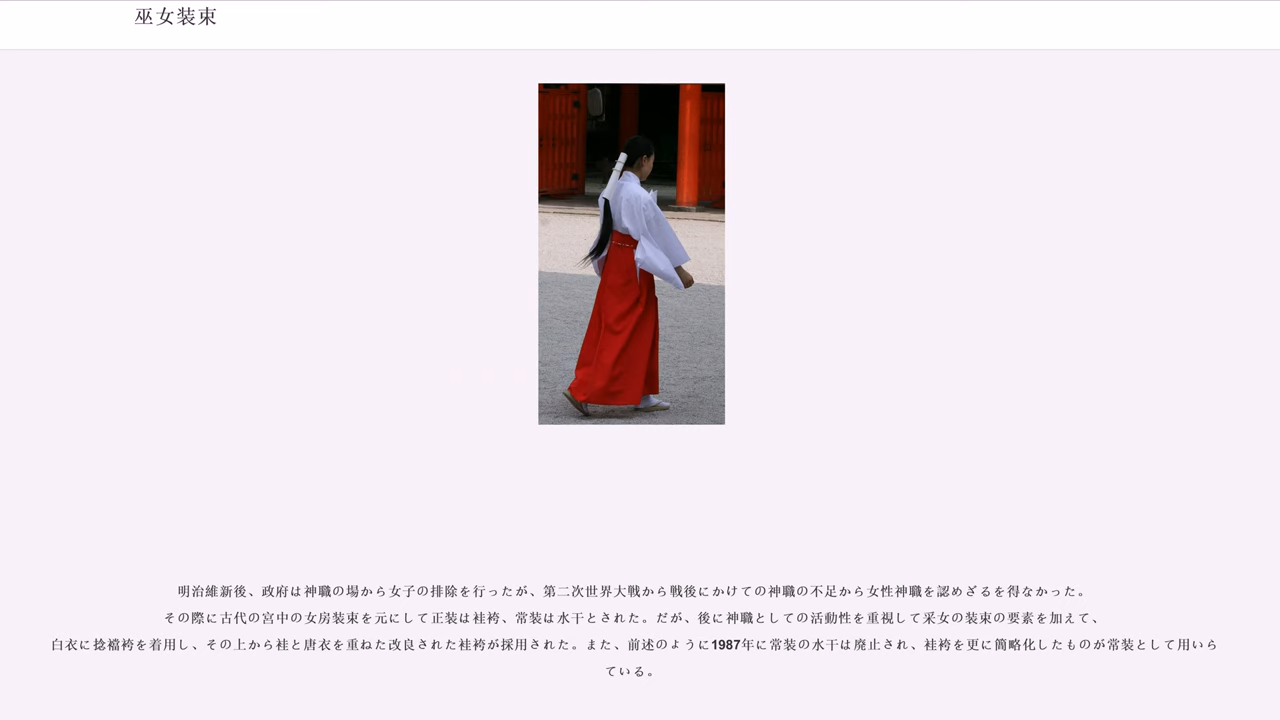 巫女装束
明治維新後、政府は神職の場から女子の排除を行ったが、第二次世界大戦から戦後にかけての神職の不足から女性神職を認めざるを得なかった。
その際に古代の宮中の女房装束を元にして正装は袿袴、常装は水干とされた。だが、後に神職としての活動性を重視して采女の装束の要素を加えて、
白衣に捻襠袴を着用し、その上から袿と唐衣を重ねた改良された袿袴が採用された。また、前述のように1987年に常装の水干は廃止され、袿袴を更に簡略化したものが常装として用いら
ている。